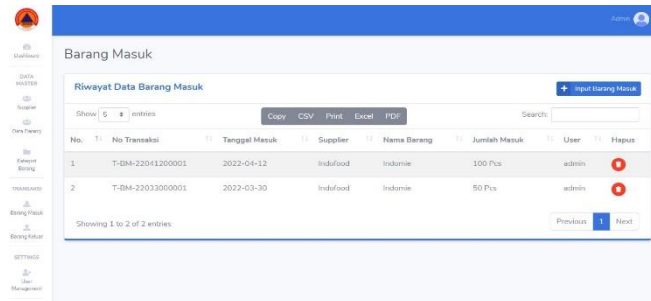 Admin
Dashboard
DATA
MASTER
Supplier
Data Barang
Kategori
Barang
TRANSAKSI
Barang Masuk
Barang Keluar
SETTINGS
User
Management
Barang Masuk
Riwayat Data Barang Masuk
+ Input Barang Masuk
Show 5 entries
Copy CSV Print Excel PDF
Search:
No. No Transaksi Tanggal Masuk Supplier Nama Barang Jumlah Masuk User Hapus
1 T-BM-22041200001 2022-04-12 Indofood Indomie 100 Pcs admin
2 T-BM-22033000001 2022-03-30 Indofood Indomie 50 Pcs admin
Showing 1 to 2 of 2 entries
Previous 1 Next